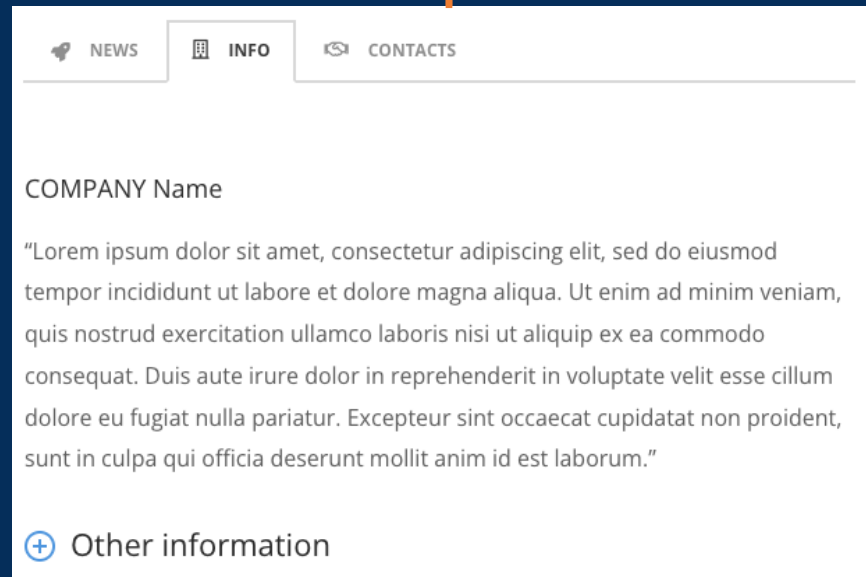 NEWS INFO CONTACTS
COMPANY Name
“Lorem ipsum dolor sit amet, consectetur adipiscing elit, sed do eiusmod
tempor incididunt ut labore et dolore magna aliqua. Ut enim ad minim veniam,
quis nostrud exercitation ullamco laboris nisi ut aliquip ex ea commodo
consequat. Duis aute irure dolor in reprehenderit in voluptate velit esse cillum
dolore eu fugiat nulla pariatur. Excepteur sint occaecat cupidatat non proident,
sunt in culpa qui officia deserunt mollit anim id est laborum.”
Other information